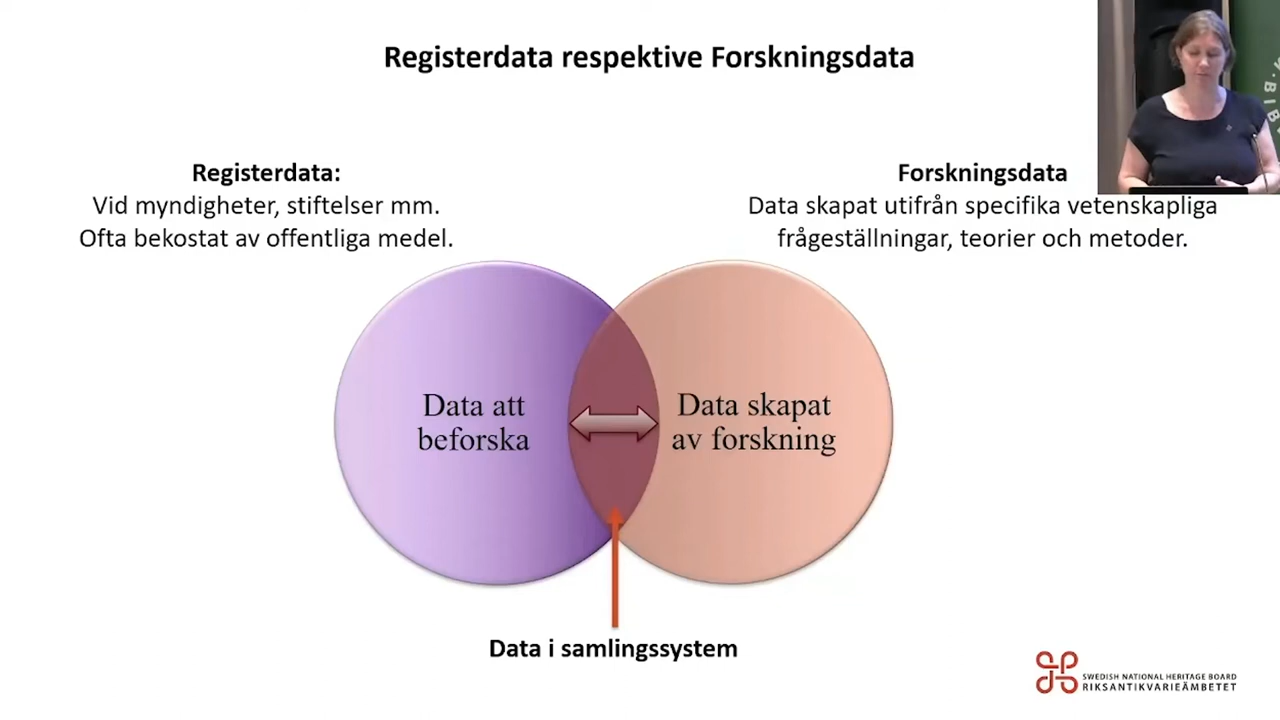 Registerdata respektive Forskningsdata
Registerdata:
Vid myndigheter, stiftelser mm.
Ofta bekostat av offentliga medel.
Forskningsdata
Data skapat utifrån specifika vetenskapliga
frågeställningar, teorier och metoder.
Data att
beforska
Data skapat
av forskning
Data i samlingssystem
SWEDISH NATIONAL HERITAGE BOARD
RIKSANTIKVARIEÄMBETET